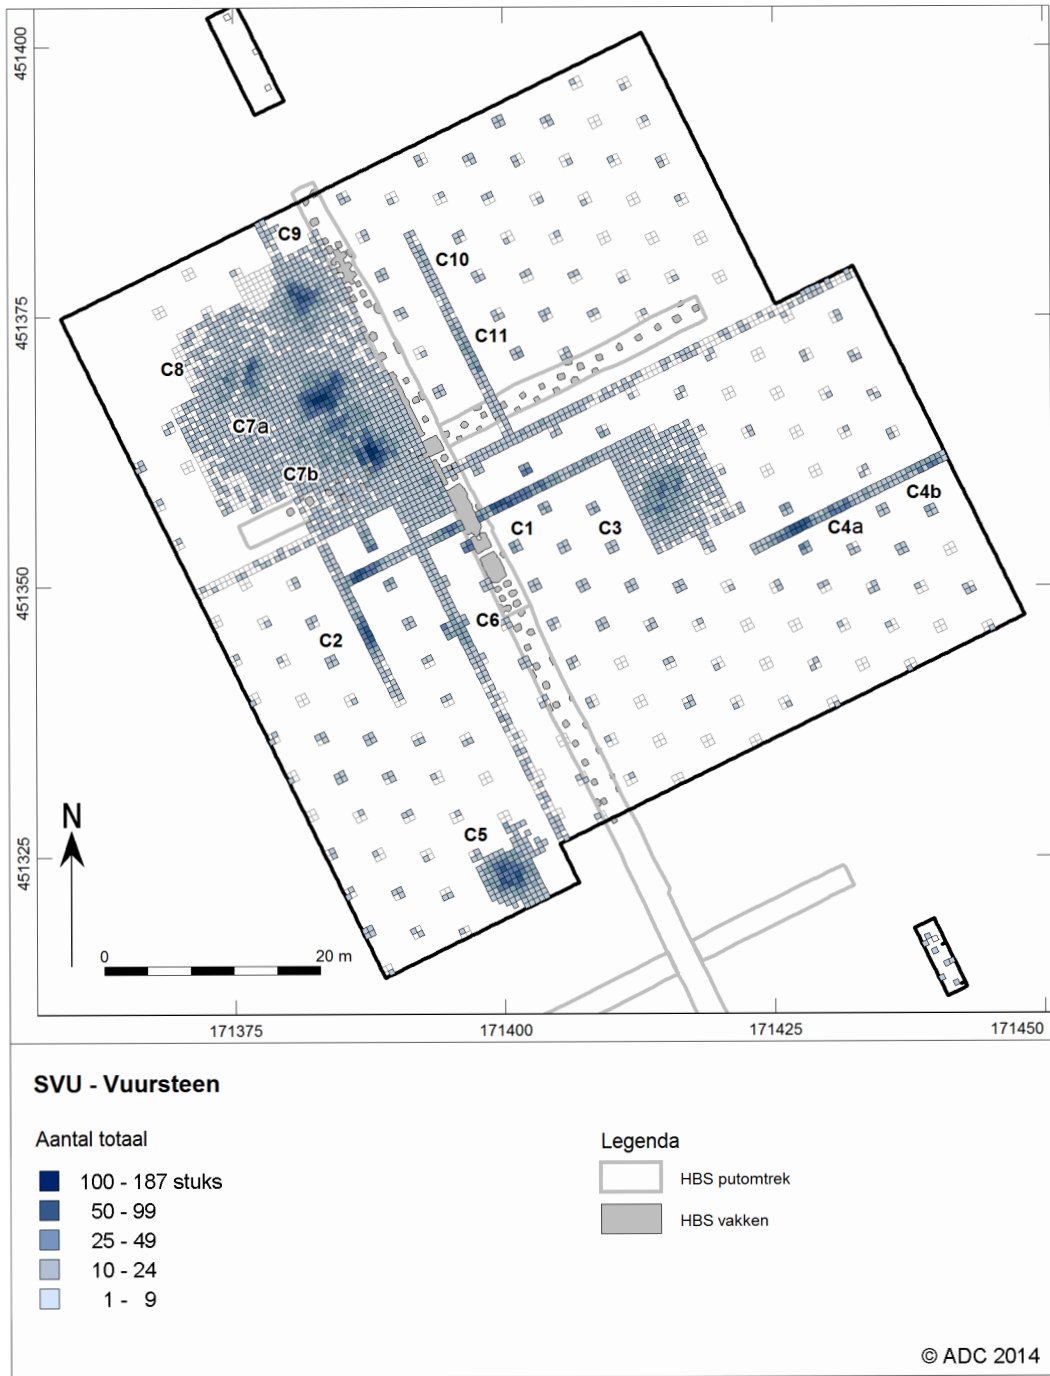 451400
451375
451350
451325
C9
C10
C11
C8
C7a
C7b
C1
C3
C4b
C4a
C2
C6
C5
N
0 20 m
171375 171400 171425 171450
SVU - Vuursteen
Aantal totaal
100 - 187 stuks
50 - 99
25 - 49
10 - 24
1 - 9
Legenda
HBS putomtrek
HBS vakken
© ADC 2014